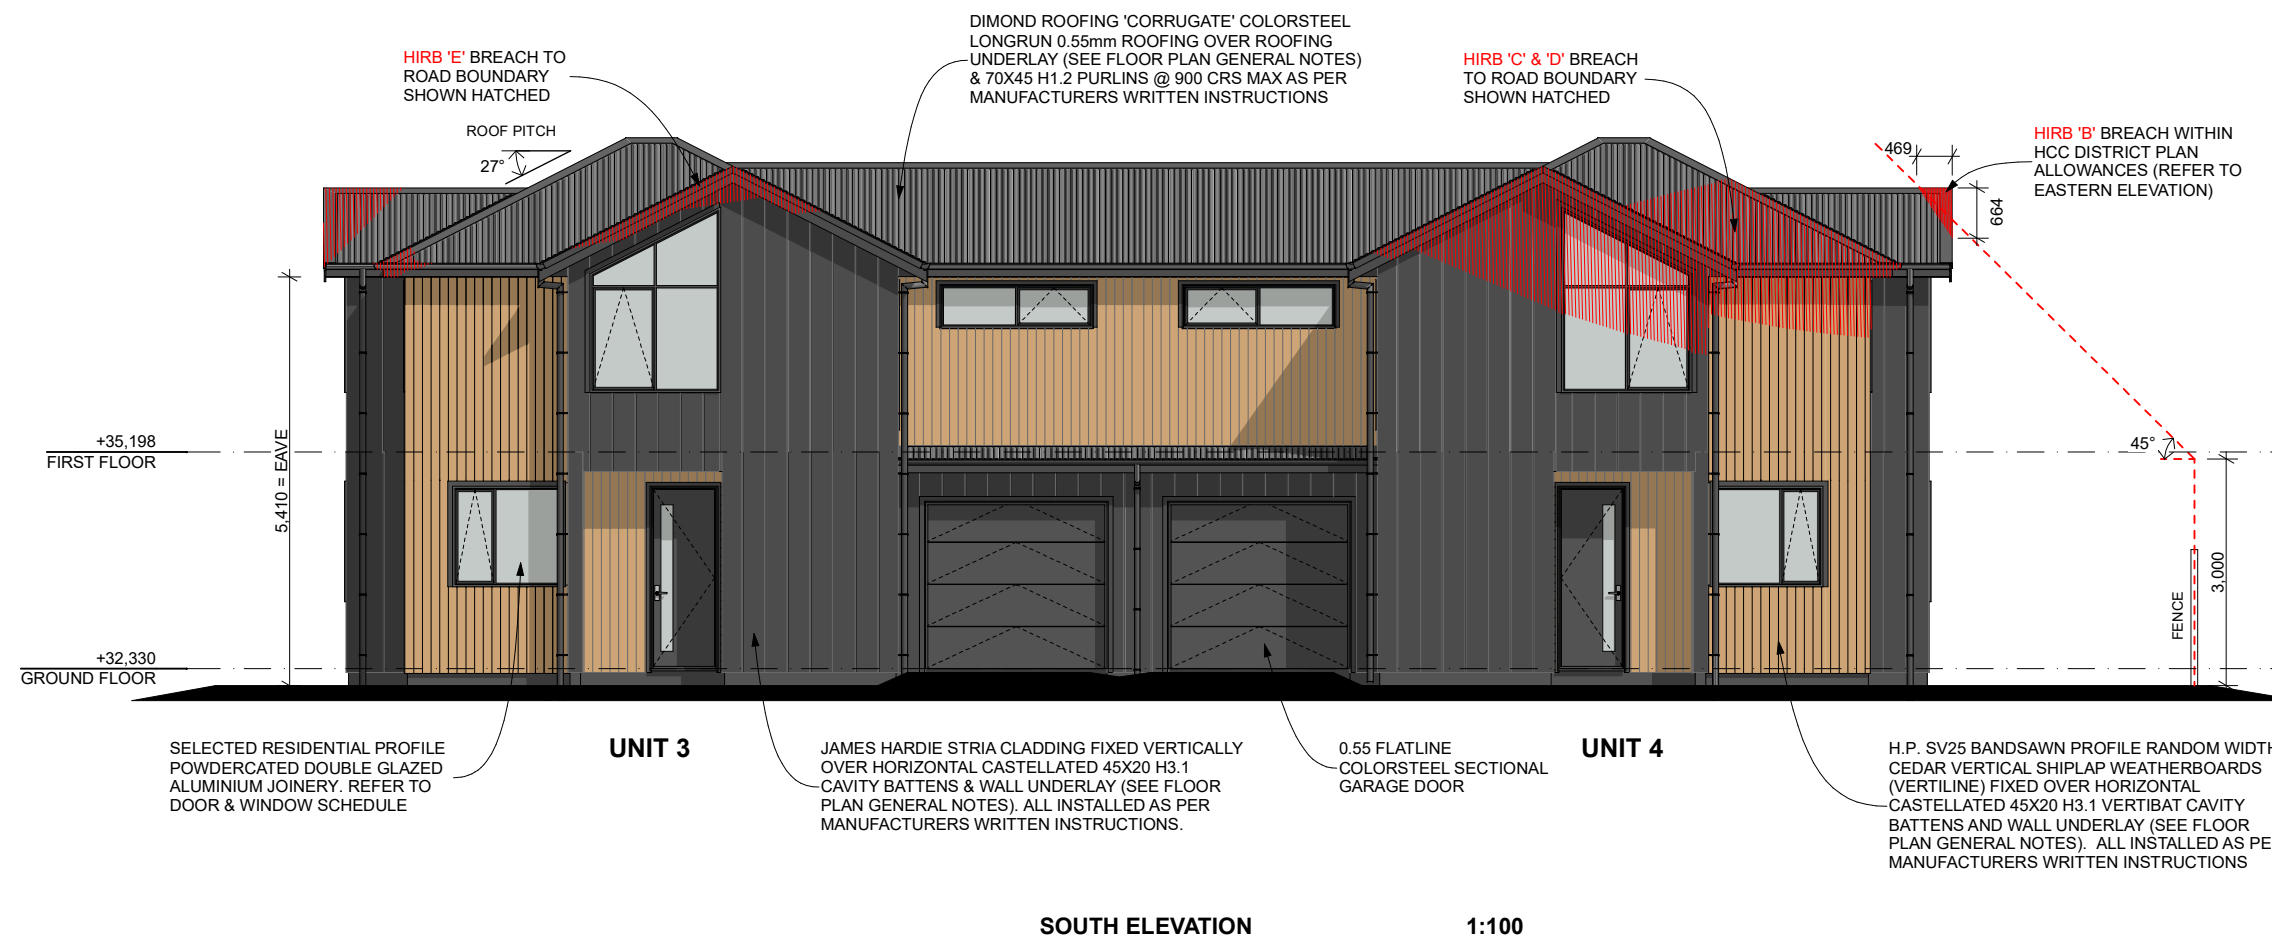 DIMOND ROOFING 'CORRUGATE' COLORSTEEL
LONGRUN 0.55mm ROOFING OVER ROOFING
UNDERLAY (SEE FLOOR PLAN GENERAL NOTES)
& 70X45 H1.2 PURLINS @ 900 CRS MAX AS PER
MANUFACTURERS WRITTEN INSTRUCTIONS
HIRB 'E' BREACH TO
ROAD BOUNDARY
SHOWN HATCHED
HIRB 'C' & 'D' BREACH
TO ROAD BOUNDARY
SHOWN HATCHED
ROOF PITCH
27°
469
664
HIRB 'B' BREACH WITHIN
HCC DISTRICT PLAN
ALLOWANCES (REFER TO
EASTERN ELEVATION)
+35,198
FIRST FLOOR
5,410 = EAVE
45°
3,000
FENCE
+32,330
GROUND FLOOR
SELECTED RESIDENTIAL PROFILE
POWDERCATED DOUBLE GLAZED
ALUMINIUM JOINERY. REFER TO
DOOR & WINDOW SCHEDULE
UNIT 3
JAMES HARDIE STRIA CLADDING FIXED VERTICALLY
OVER HORIZONTAL CASTELLATED 45X20 H3.1
CAVITY BATTENS & WALL UNDERLAY (SEE FLOOR
PLAN GENERAL NOTES). ALL INSTALLED AS PER
MANUFACTURERS WRITTEN INSTRUCTIONS.
0.55 FLATLINE
COLORSTEEL SECTIONAL
GARAGE DOOR
UNIT 4
H.P. SV25 BANDSAWN PROFILE RANDOM WIDTH
CEDAR VERTICAL SHIPLAP WEATHERBOARDS
(VERTILINE) FIXED OVER HORIZONTAL
CASTELLATED 45X20 H3.1 VERTIBAT CAVITY
BATTENS AND WALL UNDERLAY (SEE FLOOR
PLAN GENERAL NOTES). ALL INSTALLED AS PE
MANUFACTURERS WRITTEN INSTRUCTIONS
SOUTH ELEVATION 1:100